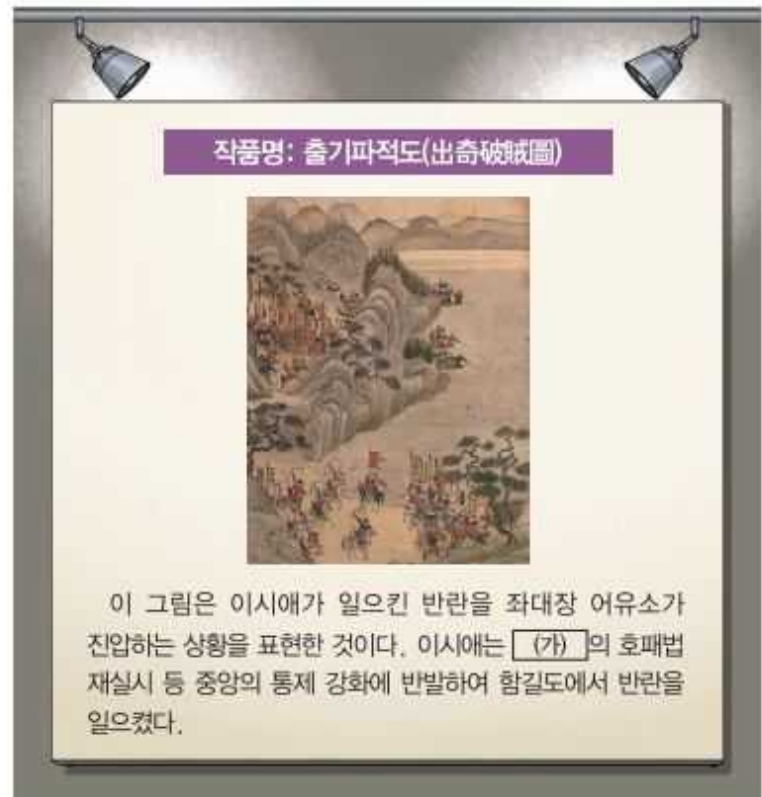 작품명: 출기파적도(出奇破賊圖)
이 그림은 이시애가 일으킨 반란을 좌대장 어유소가
진압하는 상황을 표현한 것이다. 이시애는 (가) 의 호패법
재실시 등 중앙의 통제 강화에 반발하여 함길도에서 반란을
일으켰다.